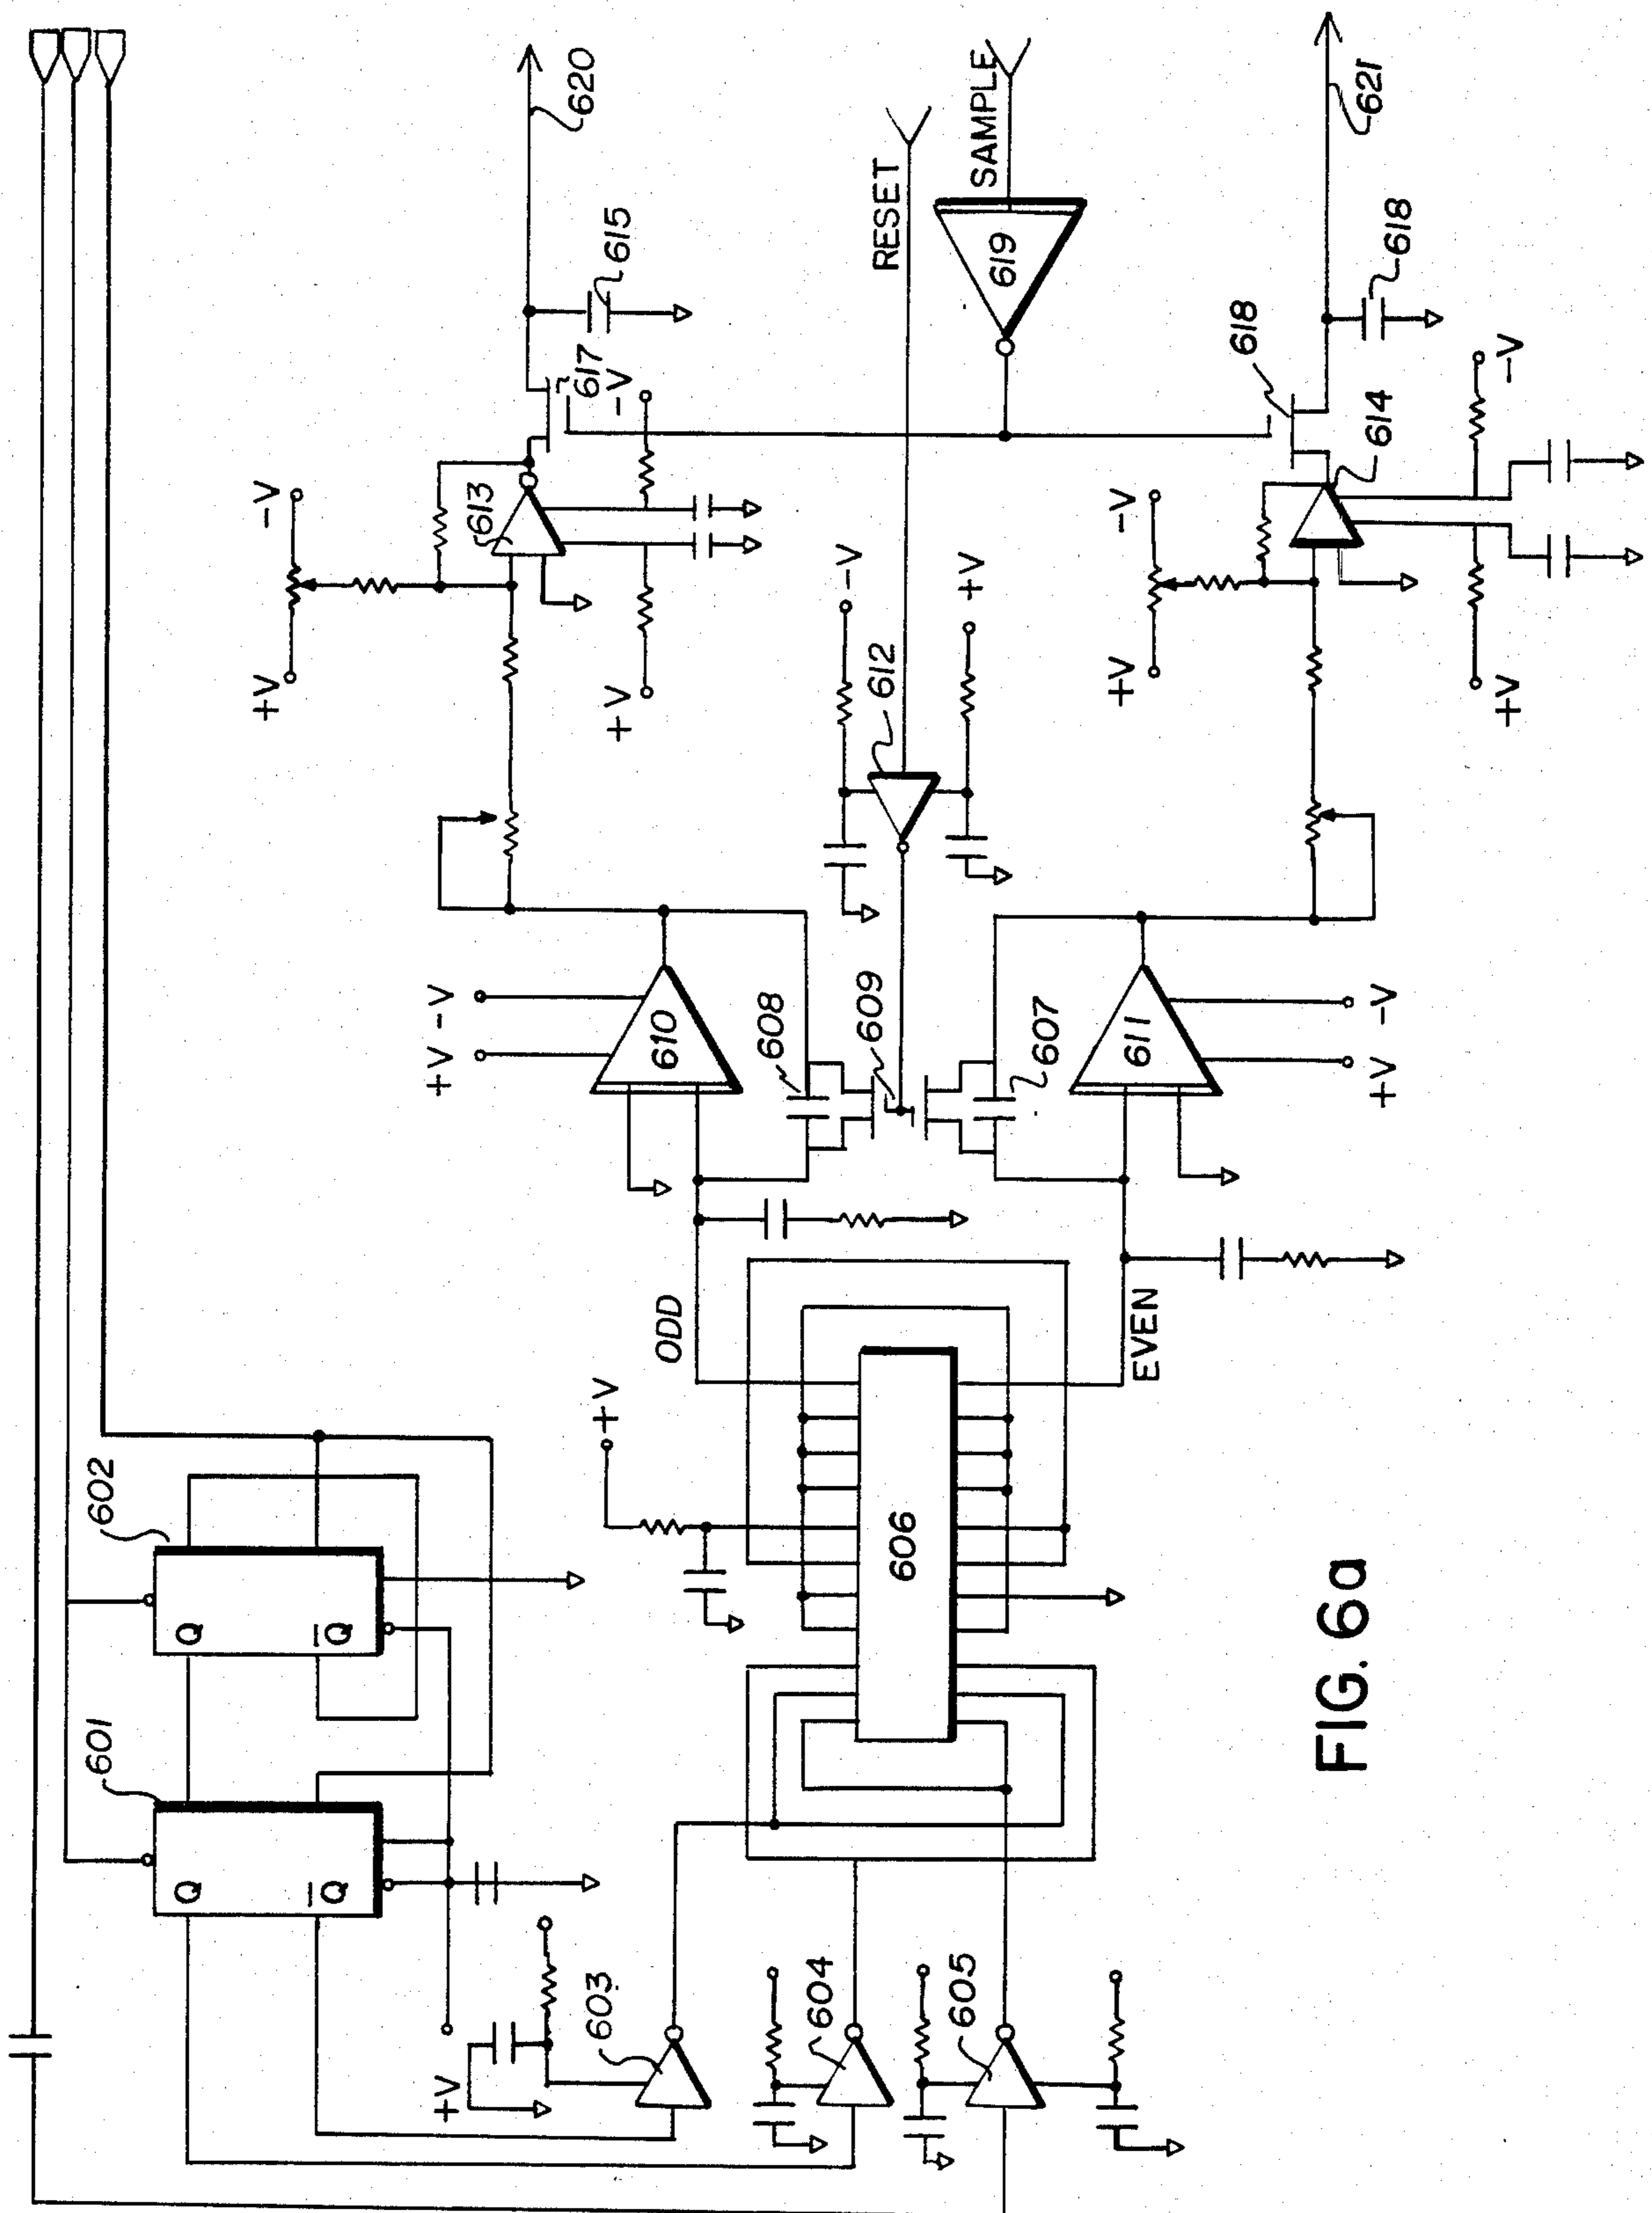 620
621
RESET
SAMPLE
615
619
618
617
-V
618
-V
614
-V
613
-V
-V
+V
612
+V
+V
+V
+V
-V
+V
610
608
609
607
611
-V
+V
ODD
EVEN
+V
602
Q
Q̅
606
601
Q
Q̅
+V
603
604
605
FIG. 6a